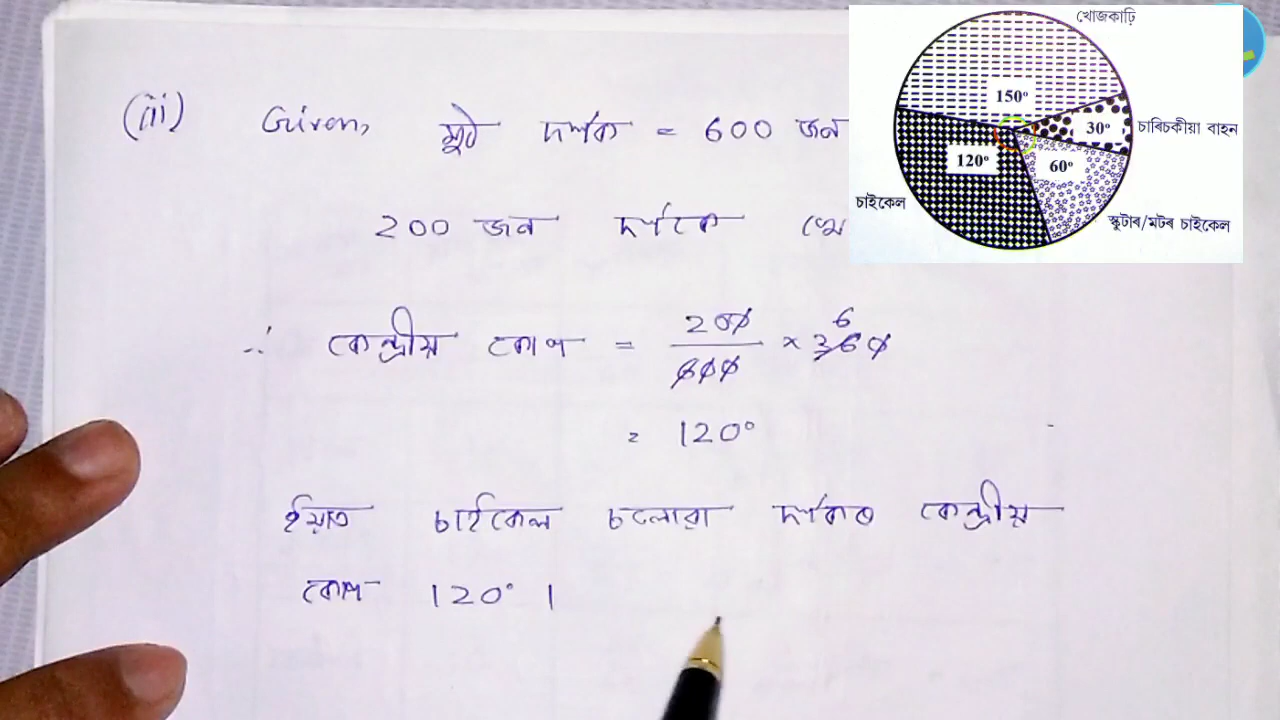 (iii) Given, মুঠ দৰ্শক = 600 জন
200 জন দৰ্শকে
∴ কেন্দ্ৰীয় কোণ = 200/600 × 360
= 120°
ইয়াত চাইকেল চলোৱা দৰ্শকৰ কেন্দ্ৰীয়
কোণ 120° ।
খোজকাঢ়ি
150°
30° চাৰিচকীয়া বাহন
120° 60°
চাইকেল
স্কুটাৰ/মটৰ চাইকেল